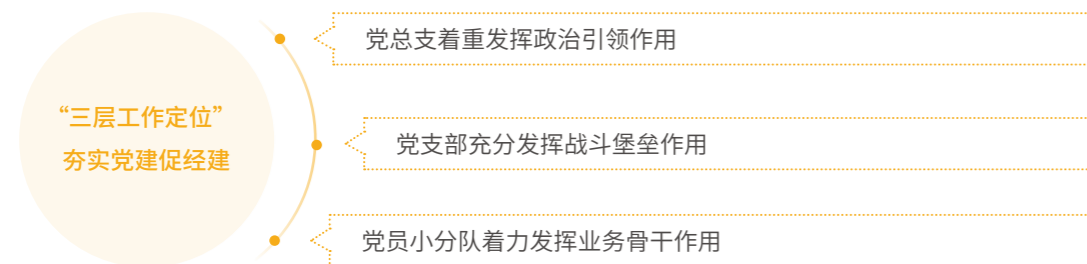 “三层工作定位”
夯实党建促经建
党总支着重发挥政治引领作用
党支部充分发挥战斗堡垒作用
党员小分队着力发挥业务骨干作用